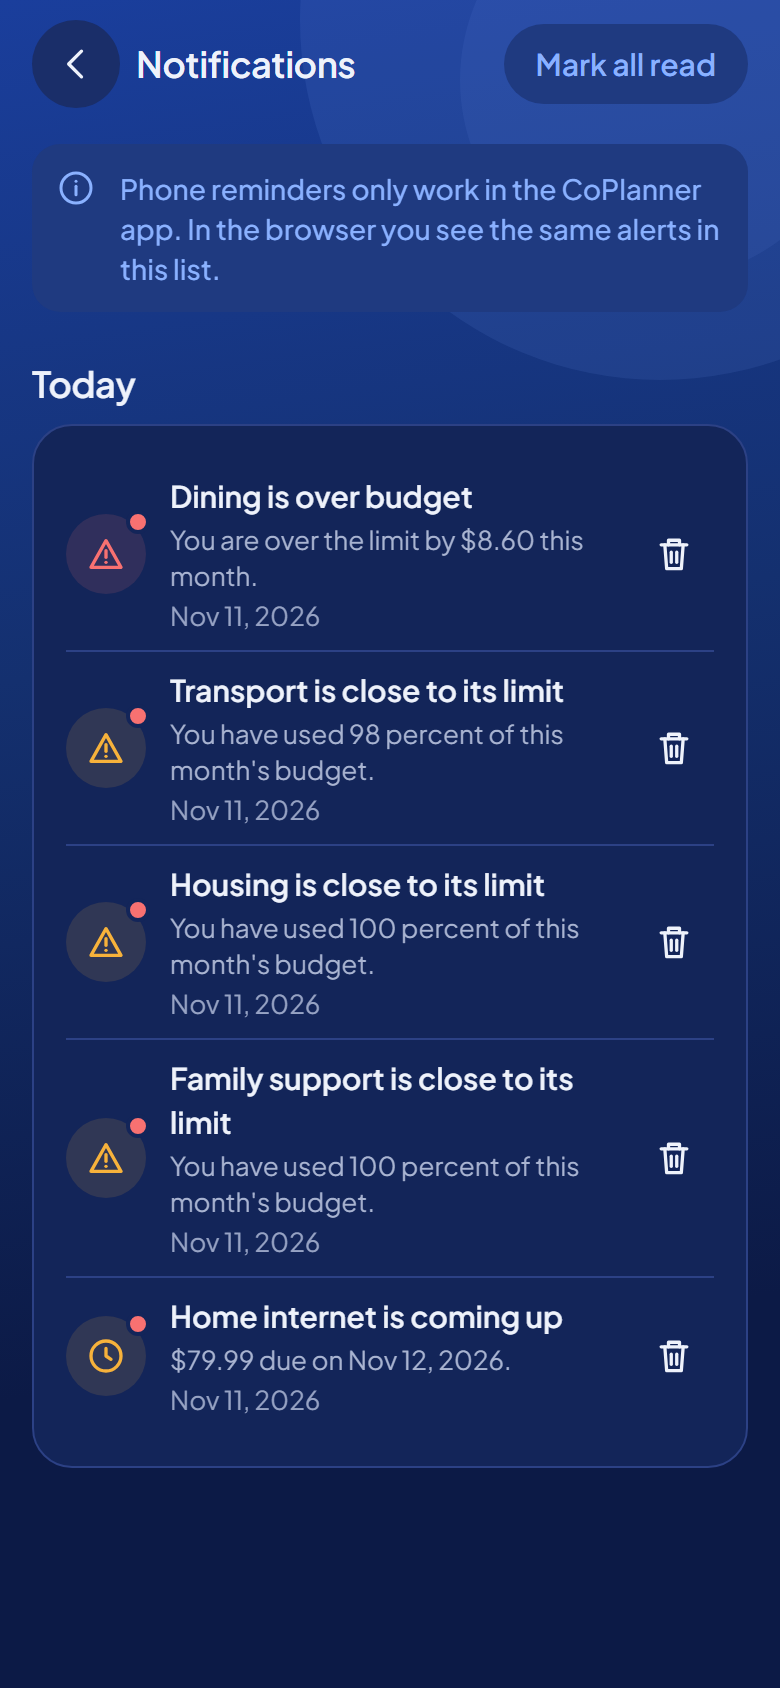 Notifications
Mark all read
Phone reminders only work in the CoPlanner
app. In the browser you see the same alerts in
this list.
Today
Dining is over budget
You are over the limit by $8.60 this
month.
Nov 11, 2026
Transport is close to its limit
You have used 98 percent of this
month's budget.
Nov 11, 2026
Housing is close to its limit
You have used 100 percent of this
month's budget.
Nov 11, 2026
Family support is close to its
limit
You have used 100 percent of this
month's budget.
Nov 11, 2026
Home internet is coming up
$79.99 due on Nov 12, 2026.
Nov 11, 2026